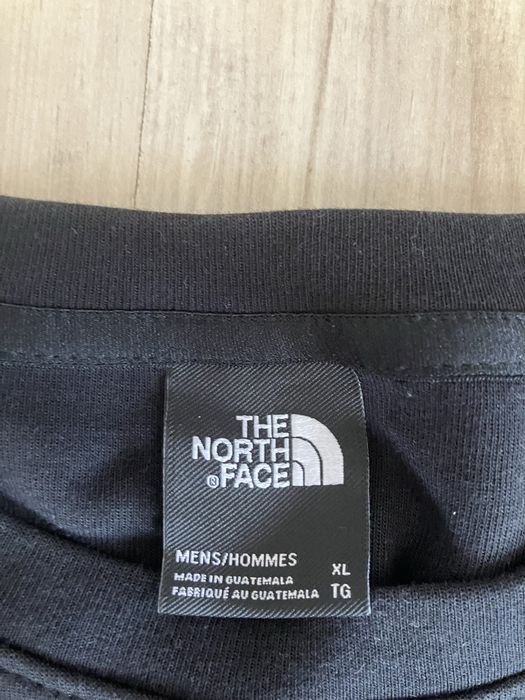 THE
NORTH
FACE
MENS/HOMMES XL
MADE IN GUATEMALA
FABRIQUÉ AU GUATEMALA TG